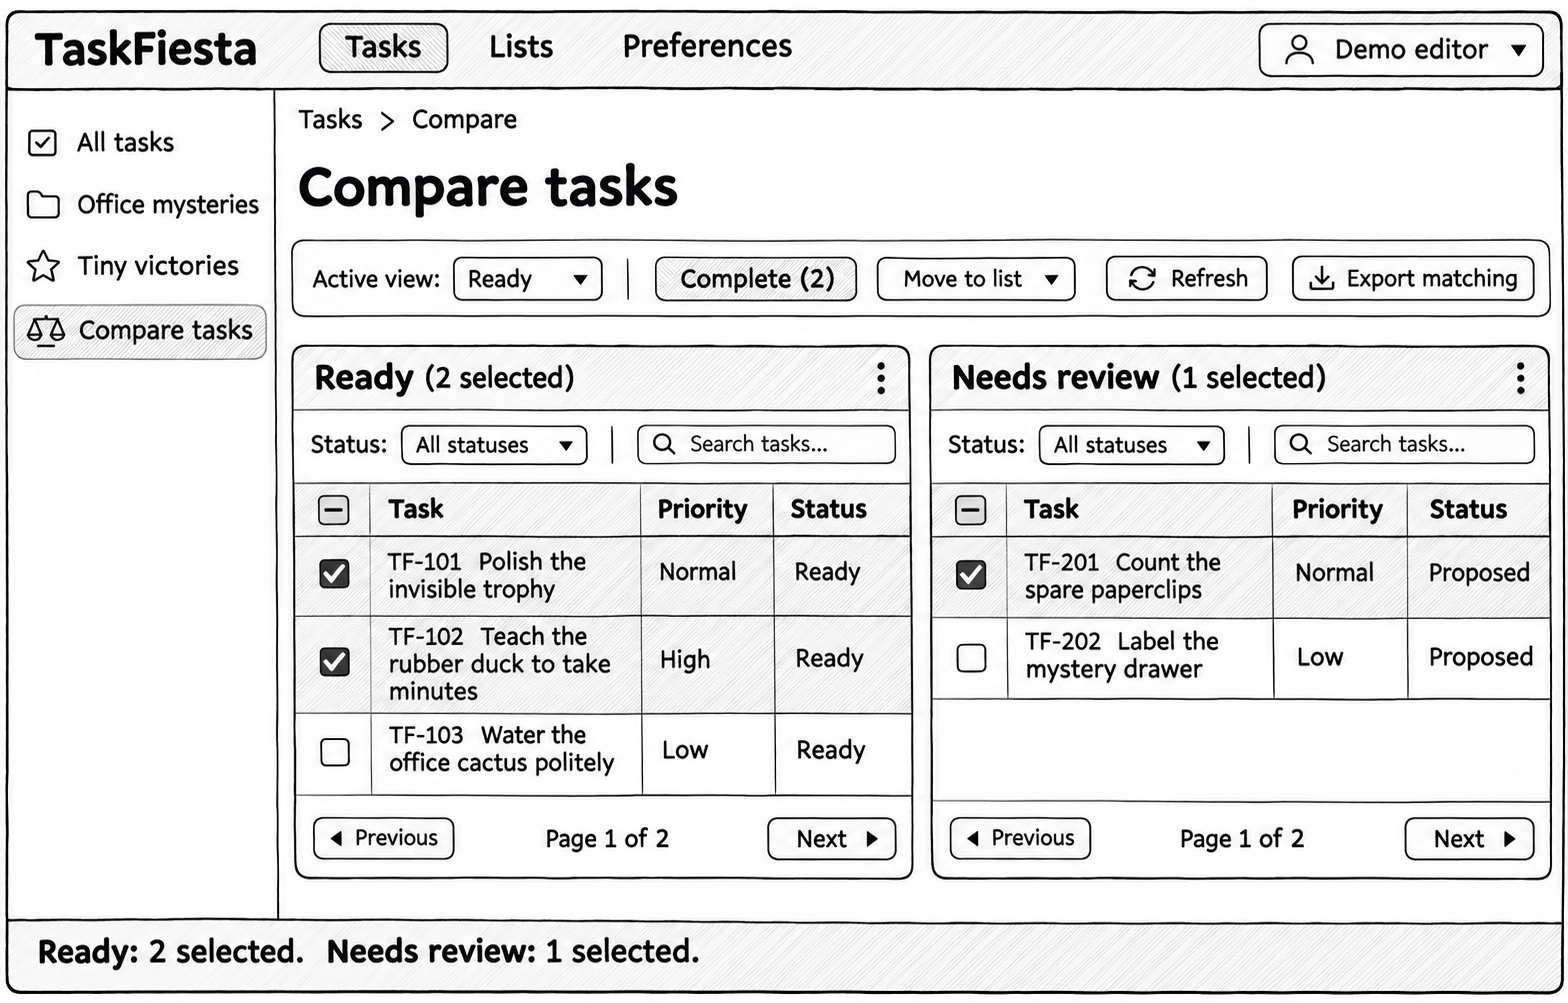 TaskFiesta Tasks Lists Preferences Demo editor
All tasks
Office mysteries
Tiny victories
Compare tasks
Tasks > Compare
Compare tasks
Active view: Ready Complete (2) Move to list Refresh Export matching
Ready (2 selected)
Status: All statuses Search tasks...
Task Priority Status
TF-101 Polish the
invisible trophy
Normal Ready
TF-102 Teach the
rubber duck to take
minutes
High Ready
TF-103 Water the
office cactus politely
Low Ready
Previous Page 1 of 2 Next
Needs review (1 selected)
Status: All statuses Search tasks...
Task Priority Status
TF-201 Count the
spare paperclips
Normal Proposed
TF-202 Label the
mystery drawer
Low Proposed
Previous Page 1 of 2 Next
Ready: 2 selected. Needs review: 1 selected.